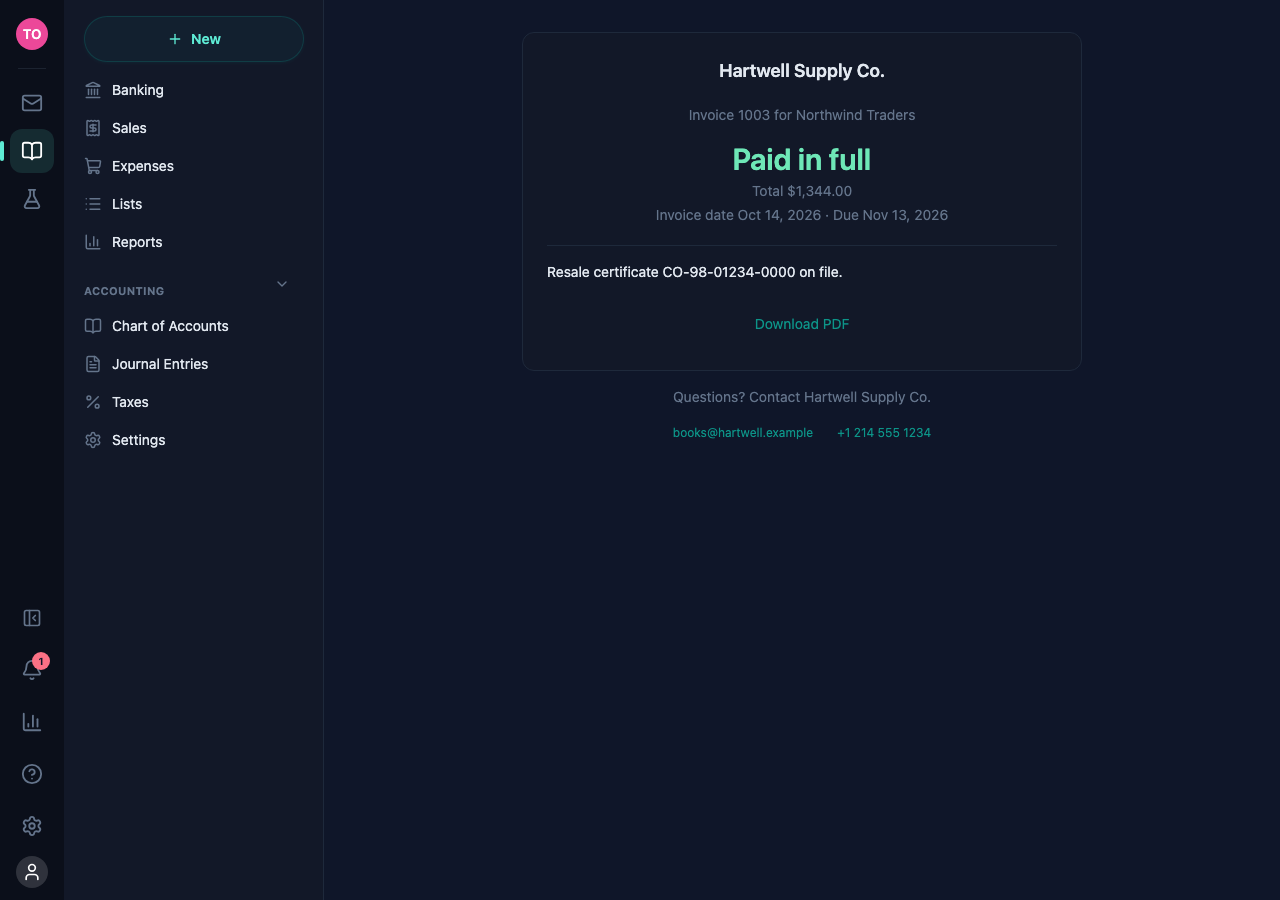 TO
New
Banking
Sales
Expenses
Lists
Reports
ACCOUNTING
Chart of Accounts
Journal Entries
Taxes
Settings
1
Hartwell Supply Co.
Invoice 1003 for Northwind Traders
Paid in full
Total $1,344.00
Invoice date Oct 14, 2026 · Due Nov 13, 2026
Resale certificate CO-98-01234-0000 on file.
Download PDF
Questions? Contact Hartwell Supply Co.
books@hartwell.example +1 214 555 1234